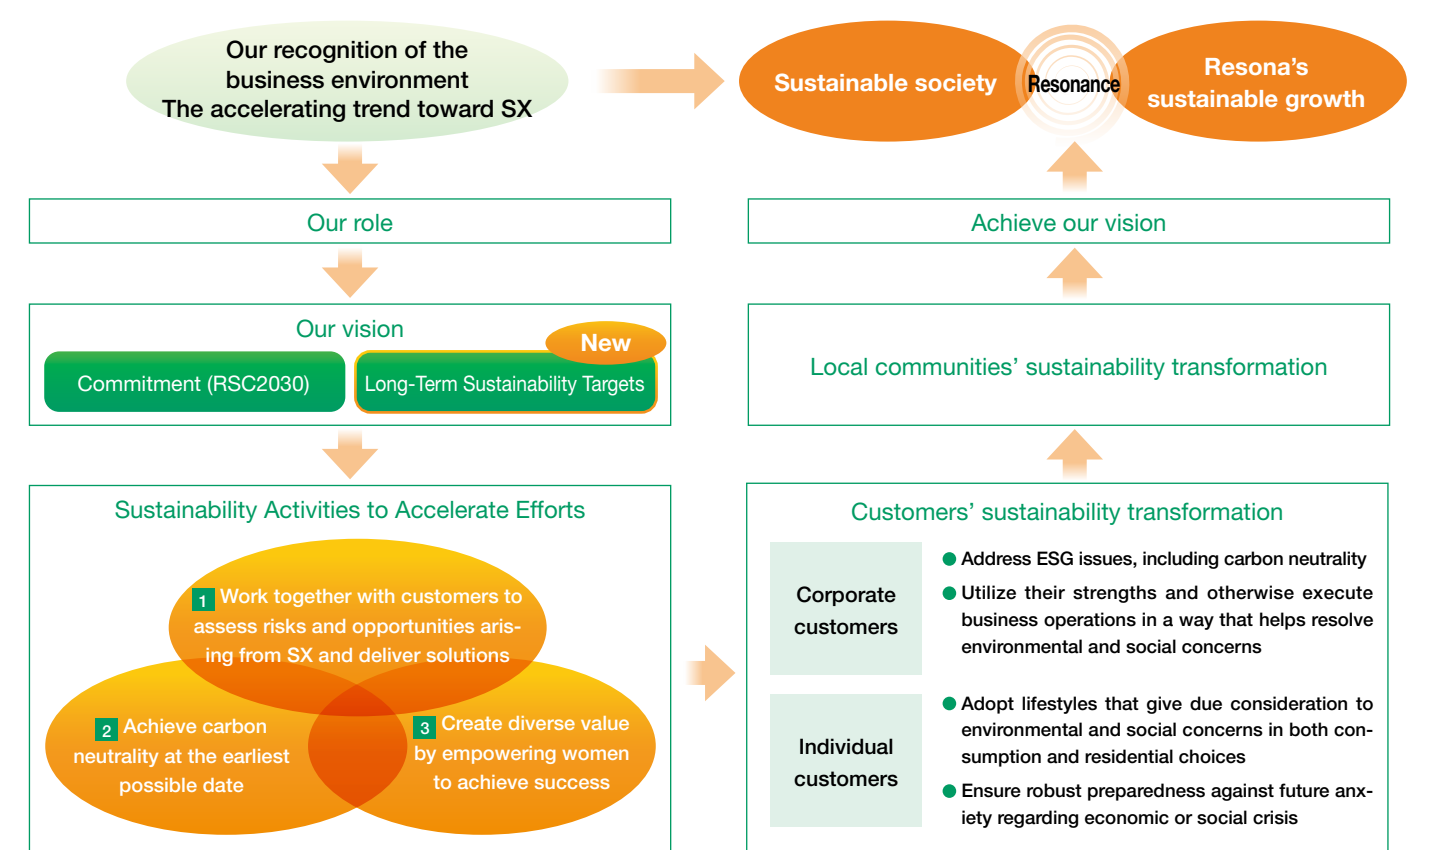 Our recognition of the
business environment
The accelerating trend toward SX
Sustainable society
Resonance
Resona’s
sustainable growth
Our role
Our vision
New
Commitment (RSC2030)
Long-Term Sustainability Targets
Sustainability Activities to Accelerate Efforts
1 Work together with customers to
assess risks and opportunities aris-
ing from SX and deliver solutions
2 Achieve carbon
neutrality at the earliest
possible date
3 Create diverse value
by empowering women
to achieve success
Achieve our vision
Local communities’ sustainability transformation
Customers’ sustainability transformation
Corporate
customers
● Address ESG issues, including carbon neutrality
● Utilize their strengths and otherwise execute
business operations in a way that helps resolve
environmental and social concerns
Individual
customers
● Adopt lifestyles that give due consideration to
environmental and social concerns in both con-
sumption and residential choices
● Ensure robust preparedness against future anx-
iety regarding economic or social crisis